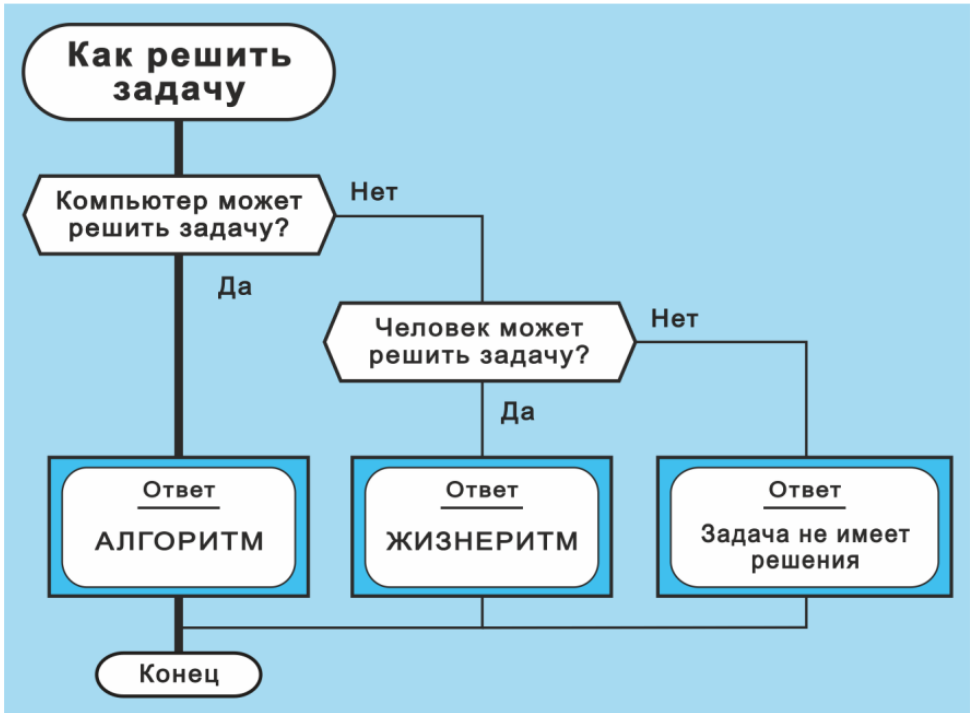 Как решить
задачу
Компьютер может
решить задачу?
Нет
Да
Человек может
решить задачу?
Нет
Да
Ответ
АЛГОРИТМ
Ответ
ЖИЗНЕРИТМ
Ответ
Задача не имеет
решения
Конец